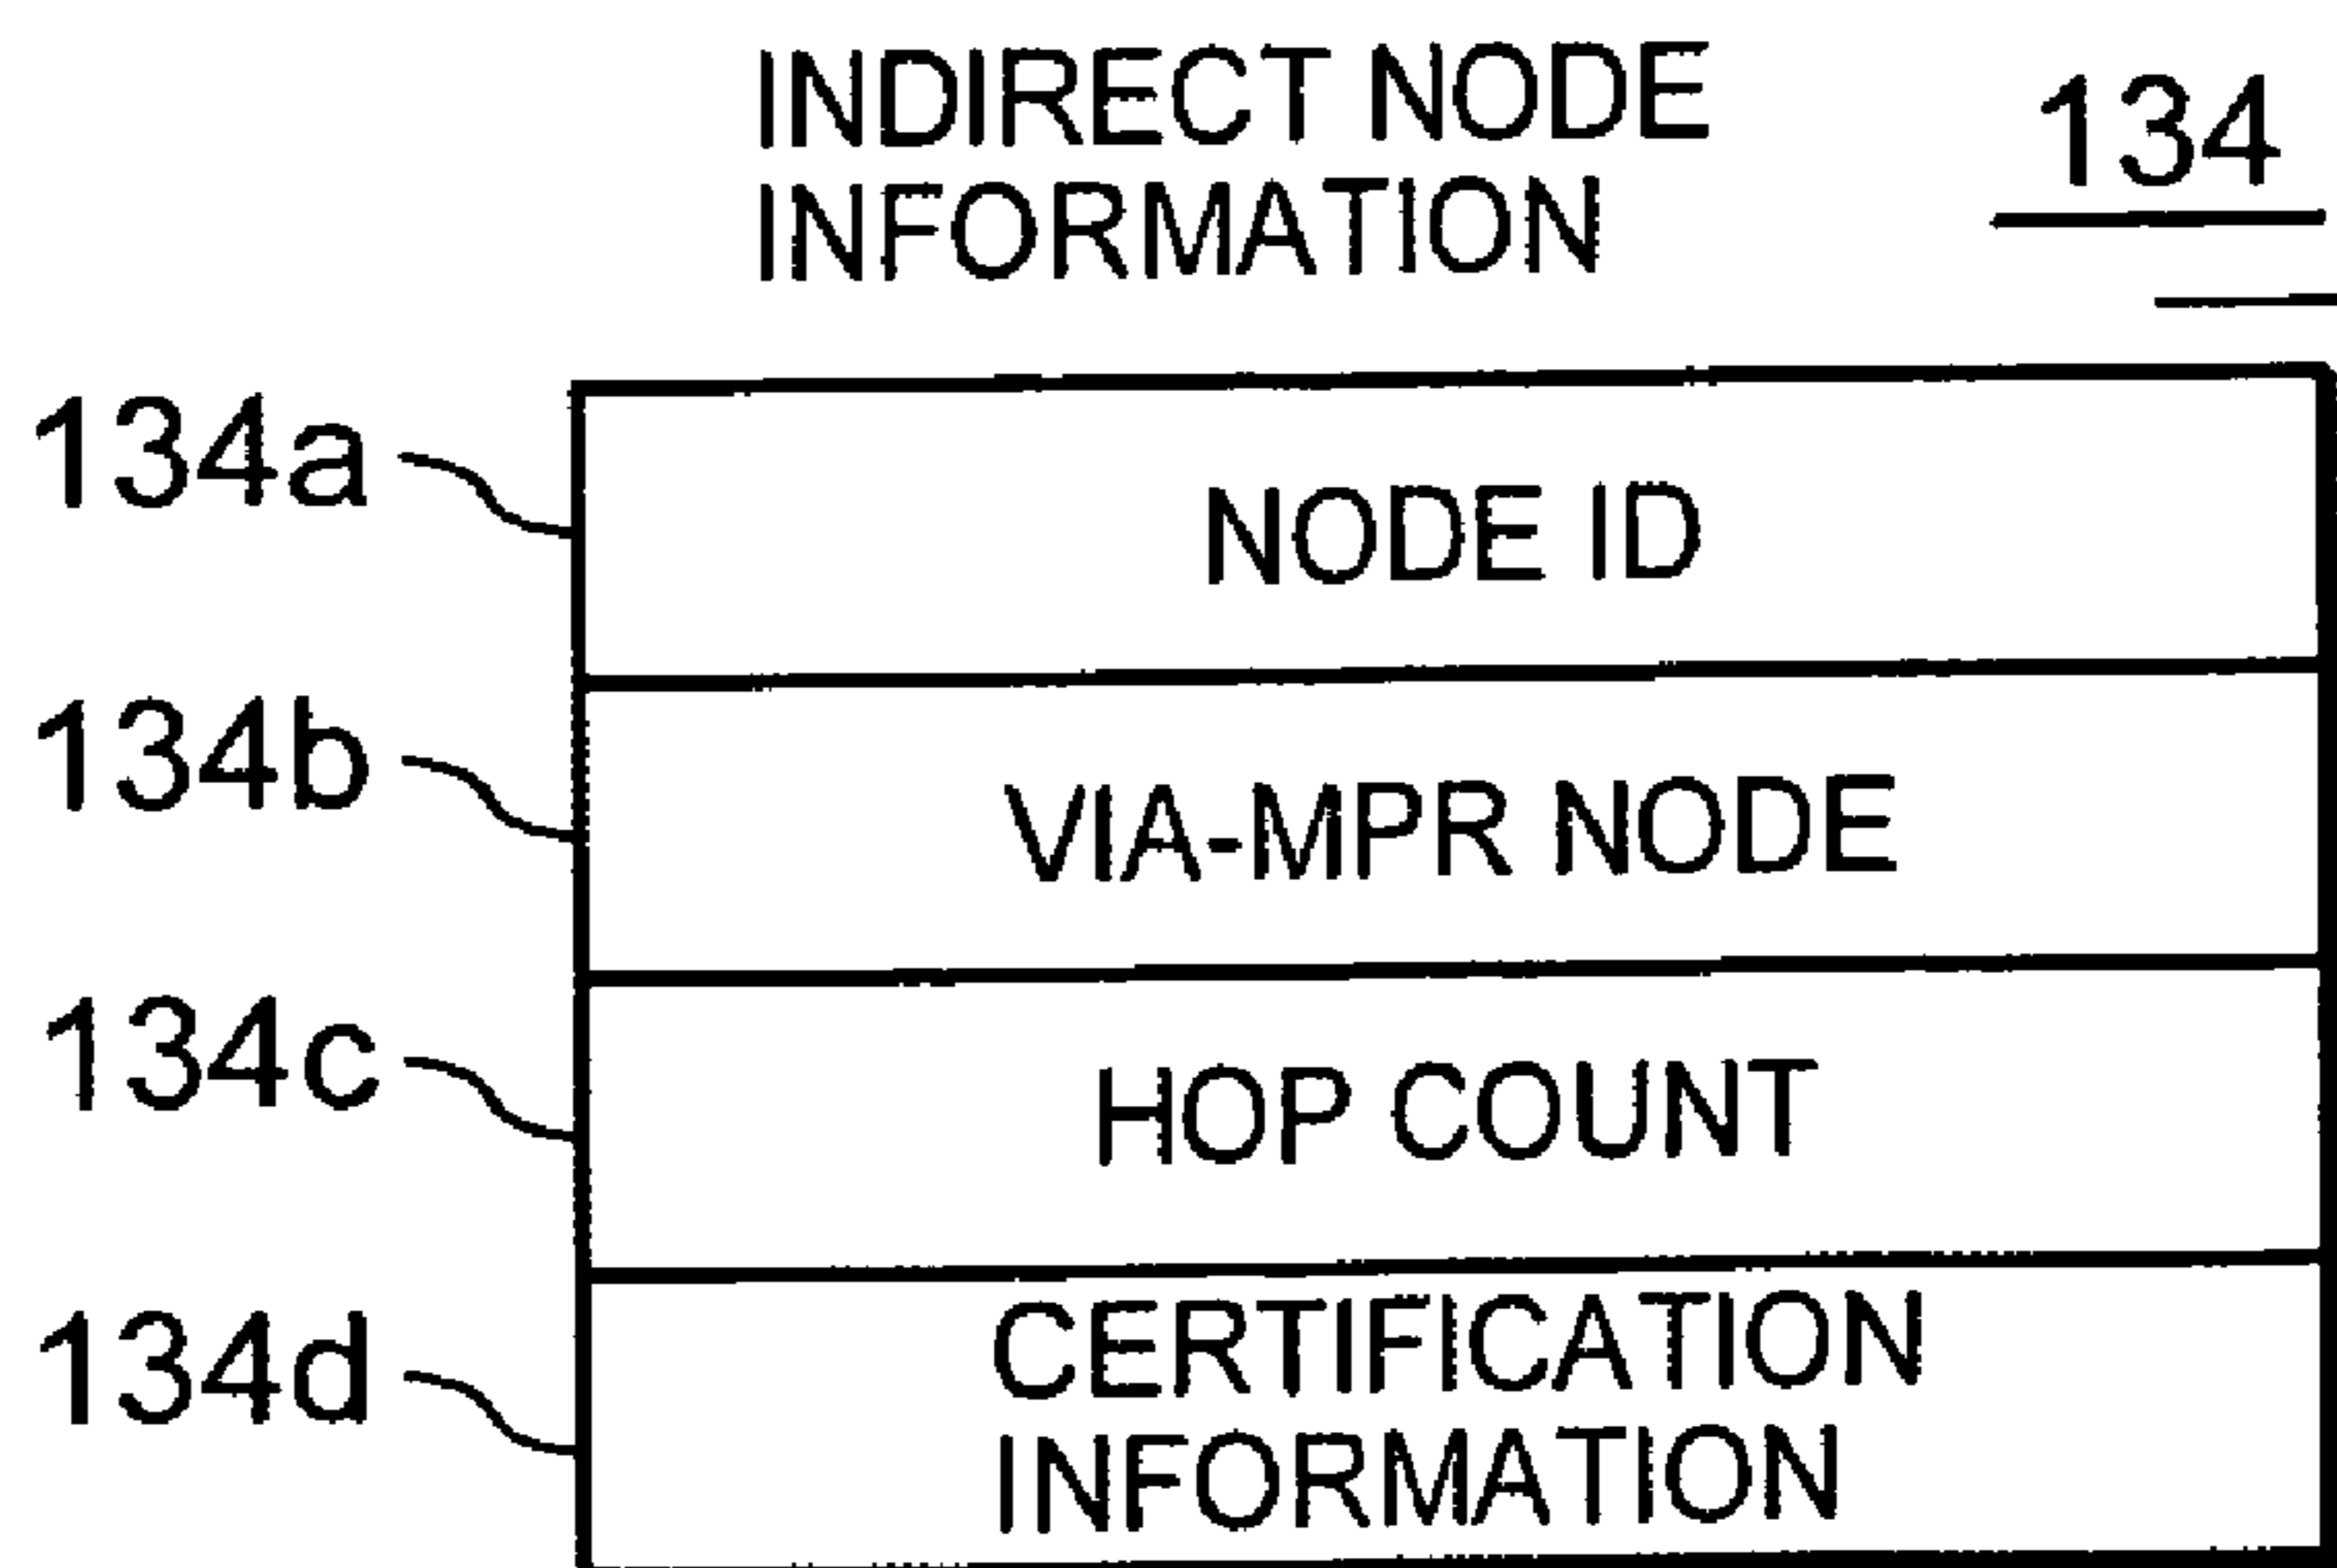 INDIRECT NODE
INFORMATION
134
134a
NODE ID
134b
VIA-MPR NODE
134c
HOP COUNT
134d
CERTIFICATION
INFORMATION